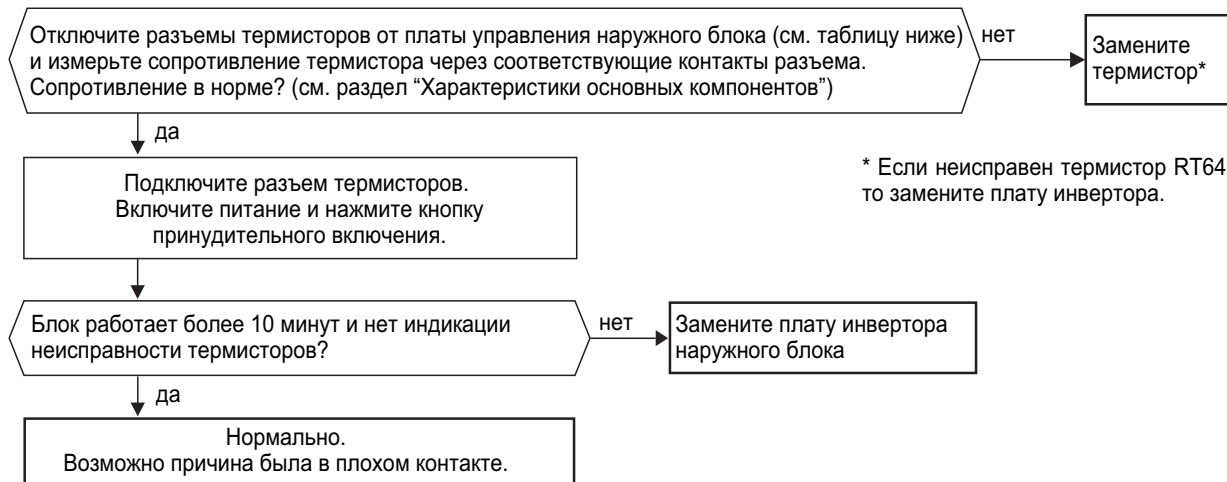 Отключите разъемы термисторов от платы управления наружного блока (см. таблицу ниже)
и измерьте сопротивление термистора через соответствующие контакты разъема.
Сопротивление в норме? (см. раздел “Характеристики основных компонентов”)
нет
Замените
термистор*
да
* Если неисправен термистор RT64
то замените плату инвертора.
Подключите разъем термисторов.
Включите питание и нажмите кнопку
принудительного включения.
Блок работает более 10 минут и нет индикации
неисправности термисторов?
нет
Замените плату инвертора
наружного блока
да
Нормально.
Возможно причина была в плохом контакте.